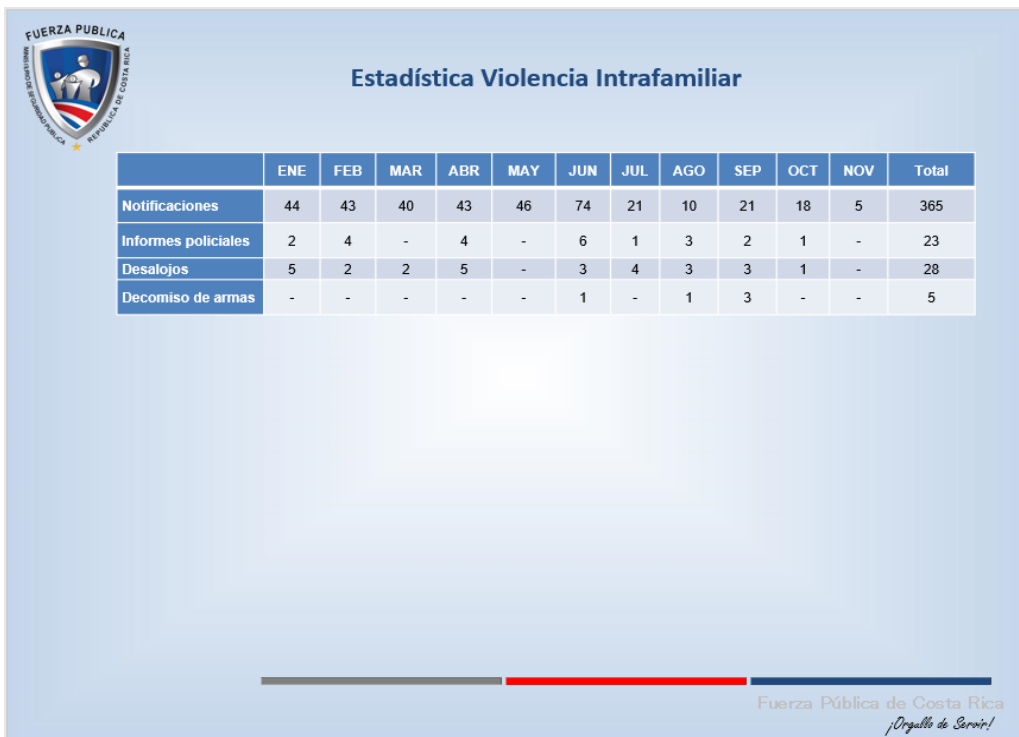 FUERZA PUBLICA
MINISTERIO DE SEGURIDAD PUBLICA
REPUBLICA DE COSTA RICA
Estadística Violencia Intrafamiliar
ENE FEB MAR ABR MAY JUN JUL AGO SEP OCT NOV Total
Notificaciones 44 43 40 43 46 74 21 10 21 18 5 365
Informes policiales 2 4 - 4 - 6 1 3 2 1 - 23
Desalojos 5 2 2 5 - 3 4 3 3 1 - 28
Decomiso de armas - - - - - 1 - 1 3 - - 5
Fuerza Pública de Costa Rica
¡Orgullo de Servir!